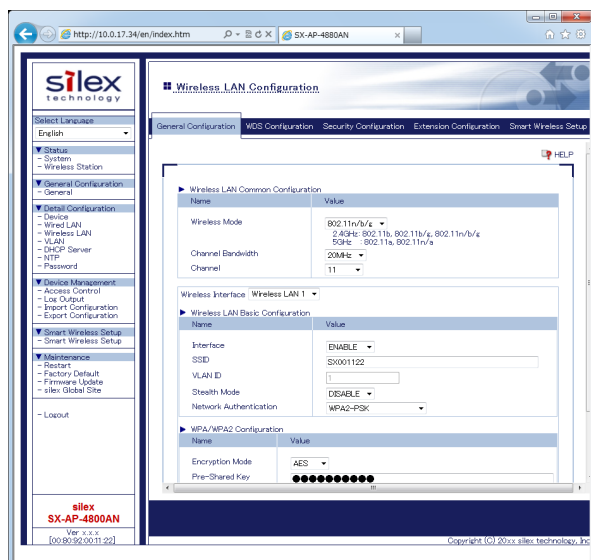 http://10.0.17.34/en/index.htm
SX-AP-4880AN
silex
technology
Select Language
English
▼ Status
- System
- Wireless Station
▼ General Configuration
- General
▼ Detail Configuration
- Device
- Wired LAN
- Wireless LAN
- VLAN
- DHCP Server
- NTP
- Password
▼ Device Management
- Access Control
- Log Output
- Import Configuration
- Export Configuration
▼ Smart Wireless Setup
- Smart Wireless Setup
▼ Maintenance
- Restart
- Factory Default
- Firmware Update
- silex Global Site
- Logout
silex
SX-AP-4800AN
Ver x.x.x
[00:80:92:00:11:22]
Wireless LAN Configuration
General Configuration WDS Configuration Security Configuration Extension Configuration Smart Wireless Setup
HELP
Wireless LAN Common Configuration
Name Value
Wireless Mode 802.11n/b/g
2.4GHz: 802.11b, 802.11b/g, 802.11n/b/g
5GHz : 802.11a, 802.11n/a
Channel Bandwidth 20MHz
Channel 11
Wireless Interface Wireless LAN 1
Wireless LAN Basic Configuration
Name Value
Interface ENABLE
SSID SX001122
VLAN ID 1
Stealth Mode DISABLE
Network Authentication WPA2-PSK
WPA/WPA2 Configuration
Name Value
Encryption Mode AES
Pre-Shared Key ●●●●●●●●●●
Copyright (C) 20xx silex technology, Inc